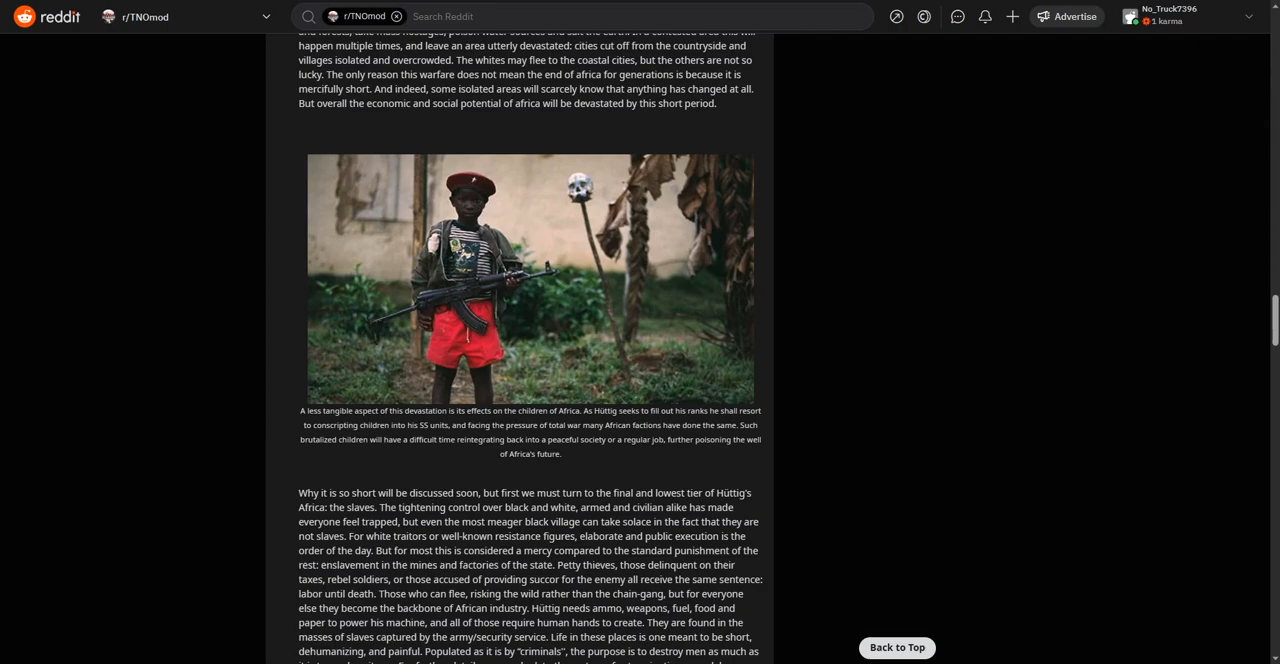 reddit
r/TNOmod
r/TNOmod
Search Reddit
Advertise
No_Truck7396
1 karma
happen multiple times, and leave an area utterly devastated: cities cut off from the countryside and
villages isolated and overcrowded. The whites may flee to the coastal cities, but the others are not so
lucky. The only reason this warfare does not mean the end of africa for generations is because it is
mercifully short. And indeed, some isolated areas will scarcely know that anything has changed at all.
But overall the economic and social potential of africa will be devastated by this short period.
A less tangible aspect of this devastation is its effects on the children of Africa. As Hüttig seeks to fill out his ranks he shall resort
to conscripting children into his SS units, and facing the pressure of total war many African factions have done the same. Such
brutalized children will have a difficult time reintegrating back into a peaceful society or a regular job, further poisoning the well
of Africa's future.
Why it is so short will be discussed soon, but first we must turn to the final and lowest tier of Hüttig's
Africa: the slaves. The tightening control over black and white, armed and civilian alike has made
everyone feel trapped, but even the most meager black village can take solace in the fact that they are
not slaves. For white traitors or well-known resistance figures, elaborate and public execution is the
order of the day. But for most this is considered a mercy compared to the standard punishment of the
rest: enslavement in the mines and factories of the state. Petty thieves, those delinquent on their
taxes, rebel soldiers, or those accused of providing succor for the enemy all receive the same sentence:
labor until death. Those who can flee, risking the wild rather than the chain-gang, but for everyone
else they become the backbone of African industry. Hüttig needs ammo, weapons, fuel, food and
paper to power his machine, and all of those require human hands to create. They are found in the
masses of slaves captured by the army/security service. Life in these places is one meant to be short,
dehumanizing, and painful. Populated as it is by "criminals", the purpose is to destroy men as much as
Back to Top